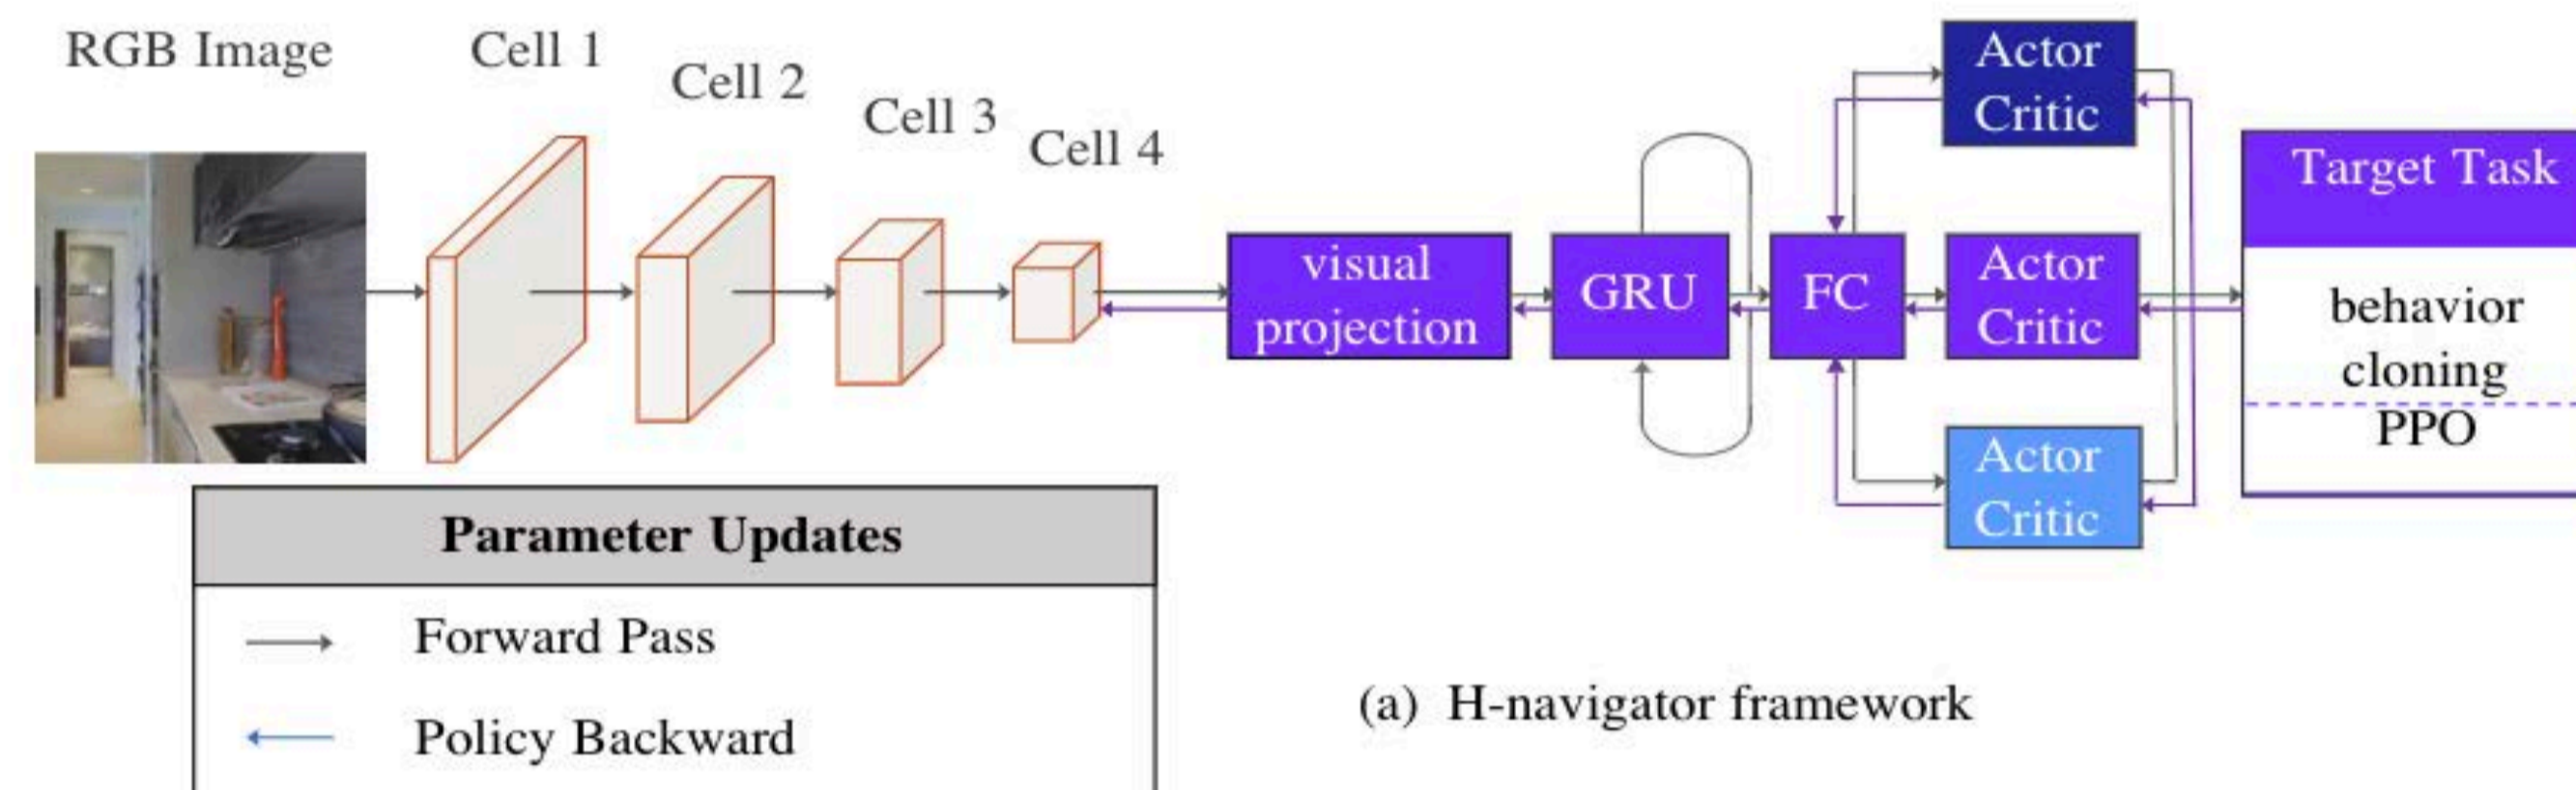 RGB Image
Cell 1
Cell 2
Cell 3
Cell 4
visual
projection
GRU
FC
Actor
Critic
Actor
Critic
Actor
Critic
Target Task
behavior
cloning
PPO
Parameter Updates
Forward Pass
Policy Backward
(a) H-navigator framework